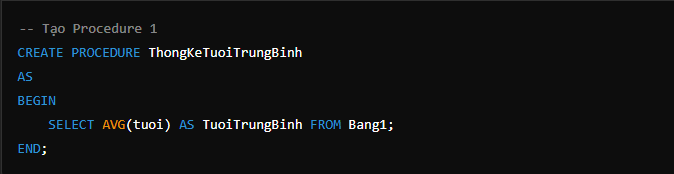 -- Tạo Procedure 1
CREATE PROCEDURE ThongKeTuoiTrungBinh
AS
BEGIN
    SELECT AVG(tuoi) AS TuoiTrungBinh FROM Bang1;
END;